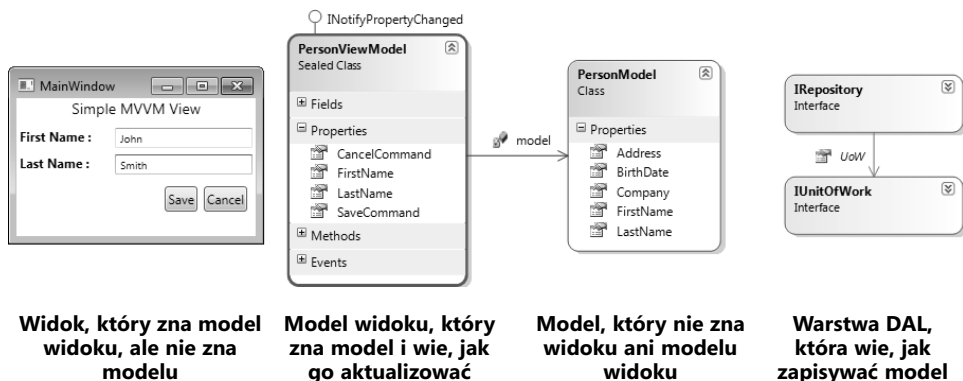 INotifyPropertyChanged
MainWindow
Simple MVVM View
First Name :
John
Last Name :
Smith
Save
Cancel
PersonViewModel
Sealed Class
Fields
Properties
CancelCommand
FirstName
LastName
SaveCommand
Methods
Events
model
PersonModel
Class
Properties
Address
BirthDate
Company
FirstName
LastName
IRepository
Interface
UoW
IUnitOfWork
Interface
Widok, który zna model
widoku, ale nie zna
modelu
Model widoku, który
zna model i wie, jak
go aktualizować
Model, który nie zna
widoku ani modelu
widoku
Warstwa DAL,
która wie, jak
zapisywać model